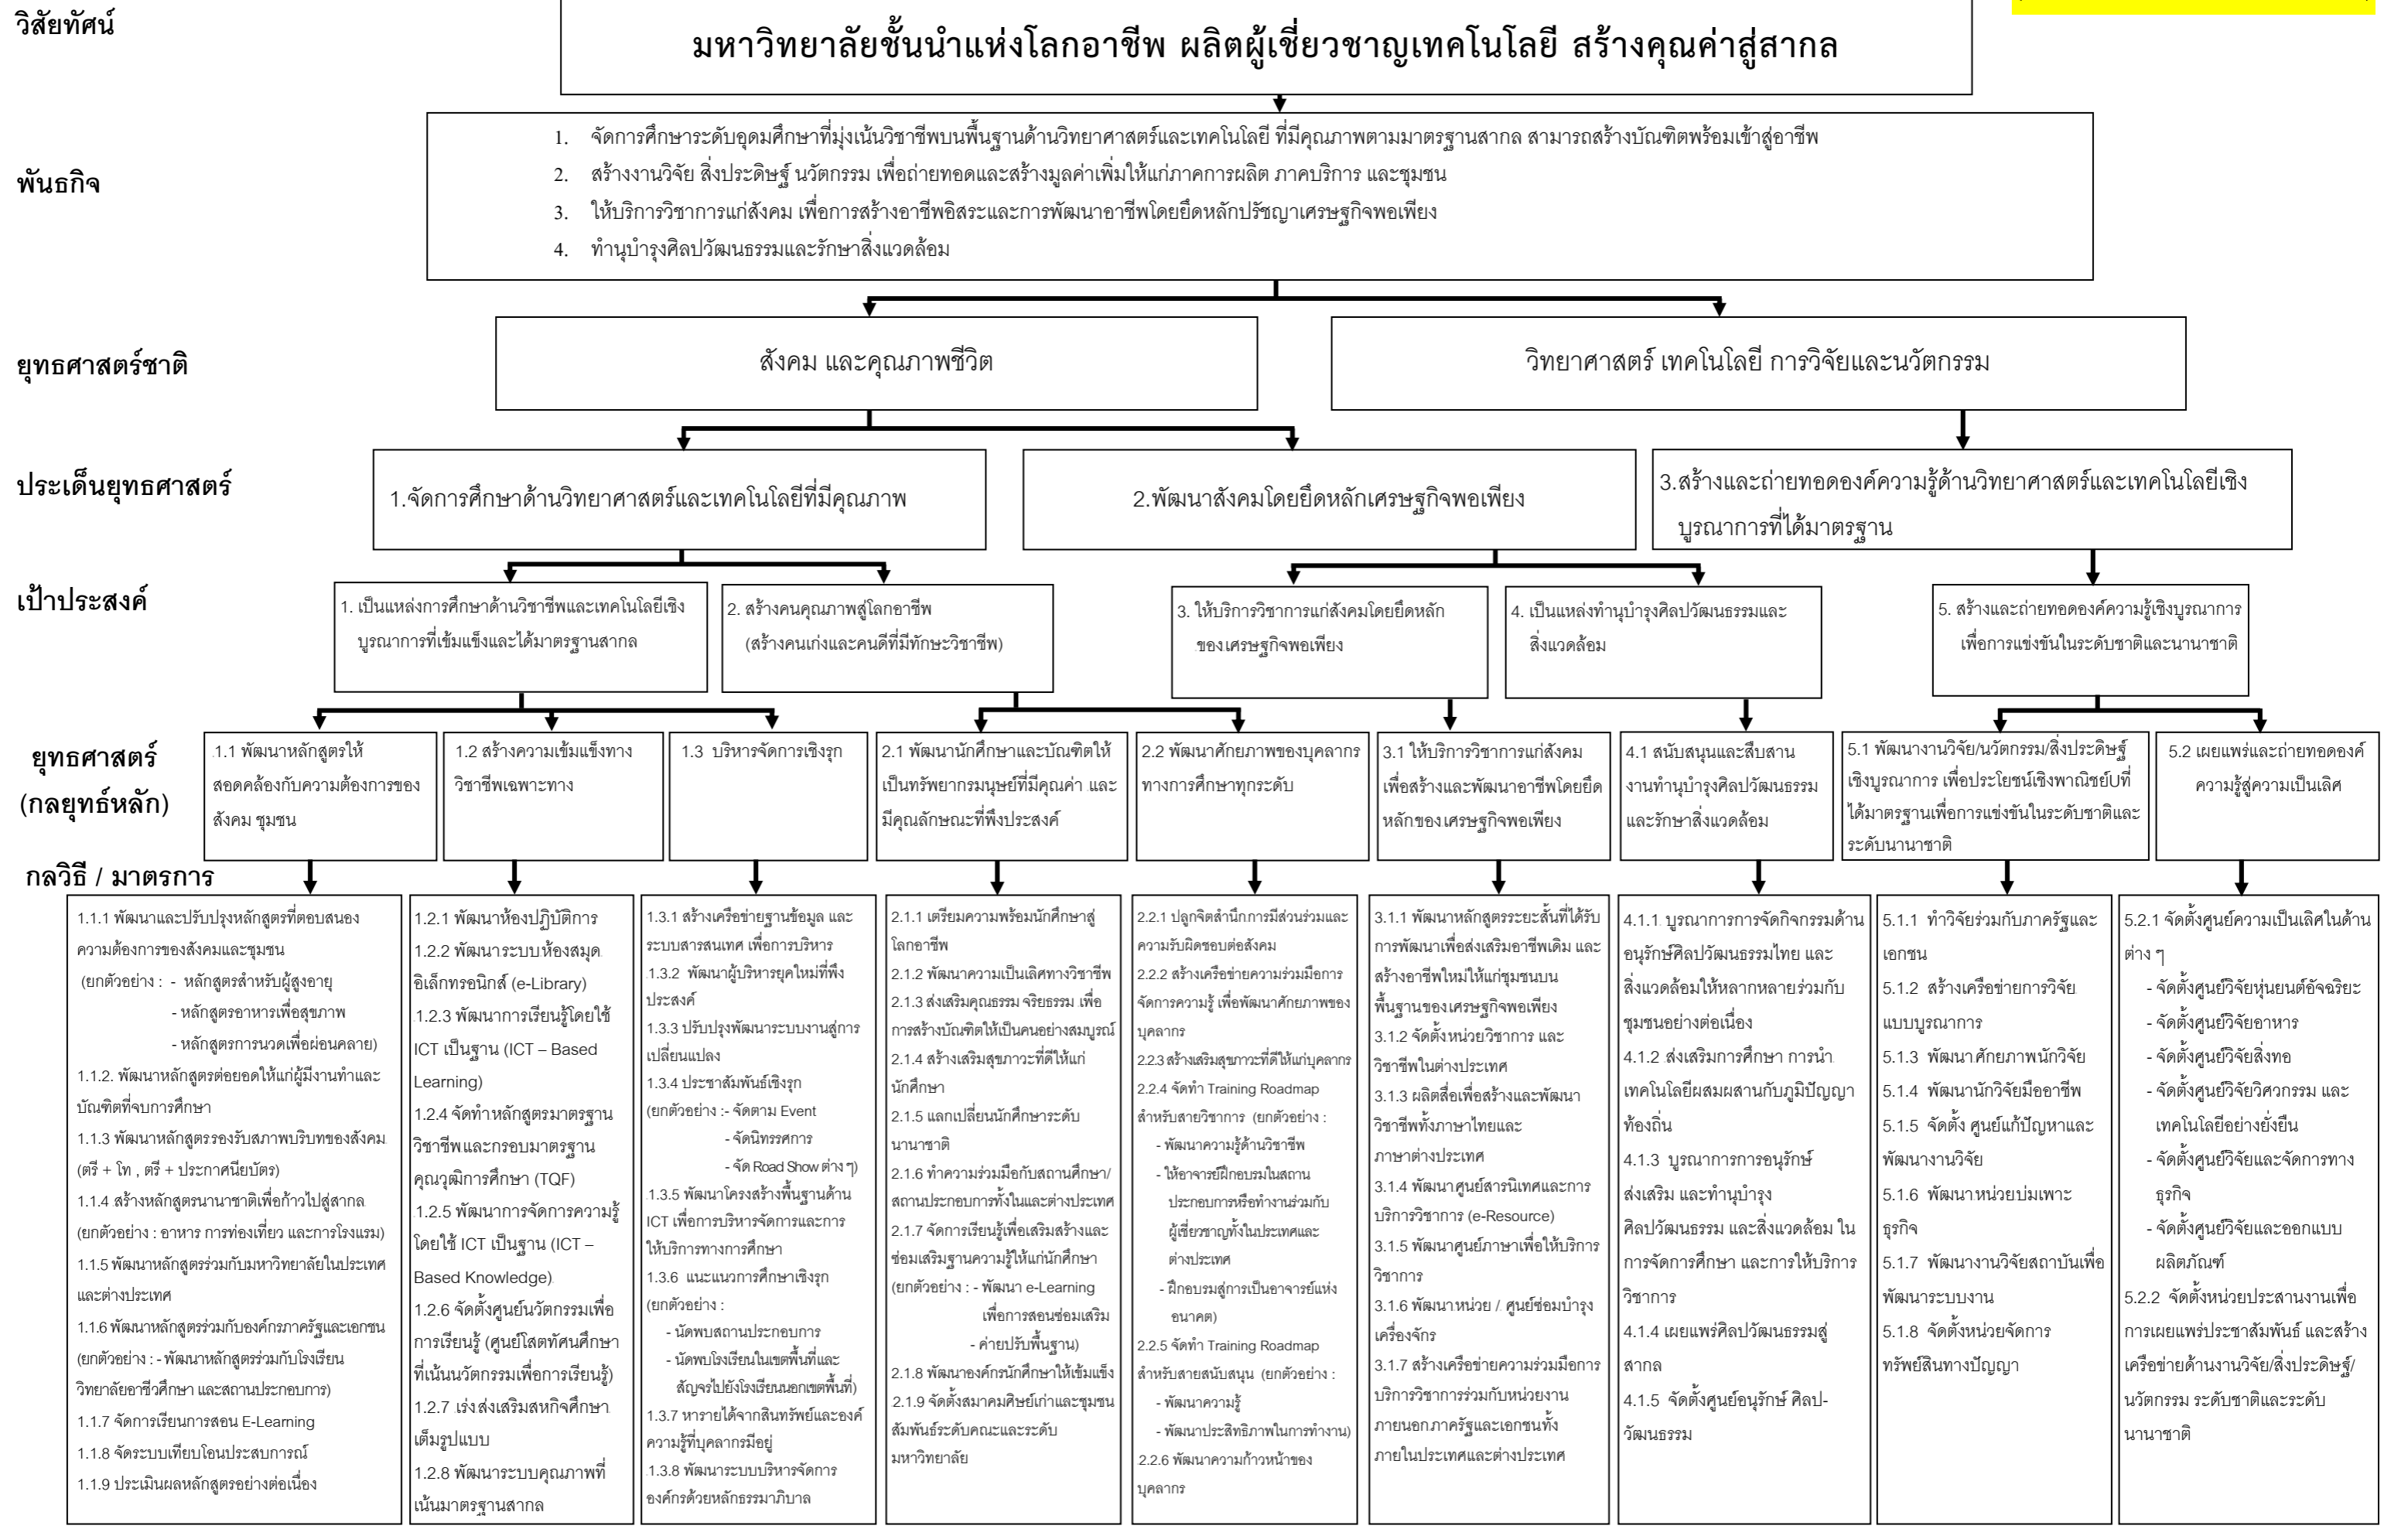 วิสัยทัศน์
มหาวิทยาลัยชั้นนำแห่งโลกอาชีพ ผลิตผู้เชี่ยวชาญเทคโนโลยี สร้างคุณค่าสู่สากล
พันธกิจ
1. จัดการศึกษาระดับอุดมศึกษาที่มุ่งเน้นวิชาชีพบนพื้นฐานด้านวิทยาศาสตร์และเทคโนโลยี ที่มีคุณภาพตามมาตรฐานสากล สามารถสร้างบัณฑิตพร้อมเข้าสู่อาชีพ
2. สร้างงานวิจัย สิ่งประดิษฐ์ นวัตกรรม เพื่อถ่ายทอดและสร้างมูลค่าเพิ่มให้แก่ภาคการผลิต ภาคบริการ และชุมชน
3. ให้บริการวิชาการแก่สังคม เพื่อการสร้างอาชีพอิสระและการพัฒนาอาชีพโดยยึดหลักปรัชญาเศรษฐกิจพอเพียง
4. ทำนุบำรุงศิลปวัฒนธรรมและรักษาสิ่งแวดล้อม
ยุทธศาสตร์ชาติ
สังคม และคุณภาพชีวิต
วิทยาศาสตร์ เทคโนโลยี การวิจัยและนวัตกรรม
ประเด็นยุทธศาสตร์
1.จัดการศึกษาด้านวิทยาศาสตร์และเทคโนโลยีที่มีคุณภาพ
2.พัฒนาสังคมโดยยึดหลักเศรษฐกิจพอเพียง
3.สร้างและถ่ายทอดองค์ความรู้ด้านวิทยาศาสตร์และเทคโนโลยีเชิง
บูรณาการที่ได้มาตรฐาน
เป้าประสงค์
1. เป็นแหล่งการศึกษาด้านวิชาชีพและเทคโนโลยีเชิง
บูรณาการที่เข้มแข็งและได้มาตรฐานสากล
2. สร้างคนคุณภาพสู่โลกอาชีพ
(สร้างคนเก่งและคนดีที่มีทักษะวิชาชีพ)
3. ให้บริการวิชาการแก่สังคมโดยยึดหลัก
ของเศรษฐกิจพอเพียง
4. เป็นแหล่งทำนุบำรุงศิลปวัฒนธรรมและ
สิ่งแวดล้อม
5. สร้างและถ่ายทอดองค์ความรู้เชิงบูรณาการ
เพื่อการแข่งขันในระดับชาติและนานาชาติ
ยุทธศาสตร์
(กลยุทธ์หลัก)
1.1 พัฒนาหลักสูตรให้
สอดคล้องกับความต้องการของ
สังคม ชุมชน
1.2 สร้างความเข้มแข็งทาง
วิชาชีพเฉพาะทาง
1.3 บริหารจัดการเชิงรุก
2.1 พัฒนานักศึกษาและบัณฑิตให้
เป็นทรัพยากรมนุษย์ที่มีคุณค่า และ
มีคุณลักษณะที่พึงประสงค์
2.2 พัฒนาศักยภาพของบุคลากร
ทางการศึกษาทุกระดับ
3.1 ให้บริการวิชาการแก่สังคม
เพื่อสร้างและพัฒนาอาชีพโดยยึด
หลักของเศรษฐกิจพอเพียง
4.1 สนับสนุนและสืบสาน
งานทำนุบำรุงศิลปวัฒนธรรม
และรักษาสิ่งแวดล้อม
5.1 พัฒนางานวิจัย/นวัตกรรม/สิ่งประดิษฐ์
เชิงบูรณาการ เพื่อประโยชน์เชิงพาณิชย์ปที่
ได้มาตรฐานเพื่อการแข่งขันในระดับชาติและ
ระดับนานาชาติ
5.2 เผยแพร่และถ่ายทอดองค์
ความรู้สู่ความเป็นเลิศ
กลวิธี / มาตรการ
1.1.1 พัฒนาและปรับปรุงหลักสูตรที่ตอบสนอง
ความต้องการของสังคมและชุมชน
(ยกตัวอย่าง : - หลักสูตรสำหรับผู้สูงอายุ
- หลักสูตรอาหารเพื่อสุขภาพ
- หลักสูตรการนวดเพื่อผ่อนคลาย)
1.1.2. พัฒนาหลักสูตรต่อยอดให้แก่ผู้มีงานทำและ
บัณฑิตที่จบการศึกษา
1.1.3 พัฒนาหลักสูตรรองรับสภาพบริบทของสังคม
(ตรี + โท , ตรี + ประกาศนียบัตร)
1.1.4 สร้างหลักสูตรนานาชาติเพื่อก้าวไปสู่สากล
(ยกตัวอย่าง : อาหาร การท่องเที่ยว และการโรงแรม)
1.1.5 พัฒนาหลักสูตรร่วมกับมหาวิทยาลัยในประเทศ
และต่างประเทศ
1.1.6 พัฒนาหลักสูตรร่วมกับองค์กรภาครัฐและเอกชน
(ยกตัวอย่าง : - พัฒนาหลักสูตรร่วมกับโรงเรียน
วิทยาลัยอาชีวศึกษา และสถานประกอบการ)
1.1.7 จัดการเรียนการสอน E-Learning
1.1.8 จัดระบบเทียบโอนประสบการณ์
1.1.9 ประเมินผลหลักสูตรอย่างต่อเนื่อง
1.2.1 พัฒนาห้องปฏิบัติการ
1.2.2 พัฒนาระบบห้องสมุด
อิเล็กทรอนิกส์ (e-Library)
1.2.3 พัฒนาการเรียนรู้โดยใช้
ICT เป็นฐาน (ICT – Based
Learning)
1.2.4 จัดทำหลักสูตรมาตรฐาน
วิชาชีพและกรอบมาตรฐาน
คุณวุฒิการศึกษา (TQF)
1.2.5 พัฒนาการจัดการความรู้
โดยใช้ ICT เป็นฐาน (ICT –
Based Knowledge)
1.2.6 จัดตั้งศูนย์นวัตกรรมเพื่อ
การเรียนรู้ (ศูนย์โสตทัศนศึกษา
ที่เน้นนวัตกรรมเพื่อการเรียนรู้)
1.2.7 เร่งส่งเสริมสหกิจศึกษา
เต็มรูปแบบ
1.2.8 พัฒนาระบบคุณภาพที่
เน้นมาตรฐานสากล
1.3.1 สร้างเครือข่ายฐานข้อมูล และ
ระบบสารสนเทศ เพื่อการบริหาร
1.3.2 พัฒนาผู้บริหารยุคใหม่ที่พึง
ประสงค์
1.3.3 ปรับปรุงพัฒนาระบบงานสู่การ
เปลี่ยนแปลง
1.3.4 ประชาสัมพันธ์เชิงรุก
(ยกตัวอย่าง :- จัดตาม Event
- จัดนิทรรศการ
- จัด Road Show ต่าง ๆ)
1.3.5 พัฒนาโครงสร้างพื้นฐานด้าน
ICT เพื่อการบริหารจัดการและการ
ให้บริการทางการศึกษา
1.3.6 แนะแนวการศึกษาเชิงรุก
(ยกตัวอย่าง :
- นัดพบสถานประกอบการ
- นัดพบโรงเรียนในเขตพื้นที่และ
สัญจรไปยังโรงเรียนนอกเขตพื้นที่)
1.3.7 หารายได้จากสินทรัพย์และองค์
ความรู้ที่บุคลากรมีอยู่
1.3.8 พัฒนาระบบบริหารจัดการ
องค์กรด้วยหลักธรรมาภิบาล
2.1.1 เตรียมความพร้อมนักศึกษาสู่
โลกอาชีพ
2.1.2 พัฒนาความเป็นเลิศทางวิชาชีพ
2.1.3 ส่งเสริมคุณธรรม จริยธรรม เพื่อ
การสร้างบัณฑิตให้เป็นคนอย่างสมบูรณ์
2.1.4 สร้างเสริมสุขภาวะที่ดีให้แก่
นักศึกษา
2.1.5 แลกเปลี่ยนนักศึกษาระดับ
นานาชาติ
2.1.6 ทำความร่วมมือกับสถานศึกษา/
สถานประกอบการทั้งในและต่างประเทศ
2.1.7 จัดการเรียนรู้เพื่อเสริมสร้างและ
ซ่อมเสริมฐานความรู้ให้แก่นักศึกษา
(ยกตัวอย่าง : - พัฒนา e-Learning
เพื่อการสอนซ่อมเสริม
- ค่ายปรับพื้นฐาน)
2.1.8 พัฒนาองค์กรนักศึกษาให้เข้มแข็ง
2.1.9 จัดตั้งสมาคมศิษย์เก่าและชุมชน
สัมพันธ์ระดับคณะและระดับ
มหาวิทยาลัย
2.2.1 ปลูกจิตสำนึกการมีส่วนร่วมและ
ความรับผิดชอบต่อสังคม
2.2.2 สร้างเครือข่ายความร่วมมือการ
จัดการความรู้ เพื่อพัฒนาศักยภาพของ
บุคลากร
2.2.3 สร้างเสริมสุขภาวะที่ดีให้แก่บุคลากร
2.2.4 จัดทำ Training Roadmap
สำหรับสายวิชาการ (ยกตัวอย่าง :
- พัฒนาความรู้ด้านวิชาชีพ
- ให้อาจารย์ฝึกอบรมในสถาน
ประกอบการหรือทำงานร่วมกับ
ผู้เชี่ยวชาญทั้งในประเทศและ
ต่างประเทศ
- ฝึกอบรมสู่การเป็นอาจารย์แห่ง
อนาคต)
2.2.5 จัดทำ Training Roadmap
สำหรับสายสนับสนุน (ยกตัวอย่าง :
- พัฒนาความรู้
- พัฒนาประสิทธิภาพในการทำงาน)
2.2.6 พัฒนาความก้าวหน้าของ
บุคลากร
3.1.1 พัฒนาหลักสูตรระยะสั้นที่ได้รับ
การพัฒนาเพื่อส่งเสริมอาชีพเดิม และ
สร้างอาชีพใหม่ให้แก่ชุมชนบน
พื้นฐานของเศรษฐกิจพอเพียง
3.1.2 จัดตั้งหน่วยวิชาการ และ
วิชาชีพในต่างประเทศ
3.1.3 ผลิตสื่อเพื่อสร้างและพัฒนา
วิชาชีพทั้งภาษาไทยและ
ภาษาต่างประเทศ
3.1.4 พัฒนาศูนย์สารนิเทศและการ
บริการวิชาการ (e-Resource)
3.1.5 พัฒนาศูนย์ภาษาเพื่อให้บริการ
วิชาการ
3.1.6 พัฒนาหน่วย / ศูนย์ซ่อมบำรุง
เครื่องจักร
3.1.7 สร้างเครือข่ายความร่วมมือการ
บริการวิชาการร่วมกับหน่วยงาน
ภายนอกภาครัฐและเอกชนทั้ง
ภายในประเทศและต่างประเทศ
4.1.1 บูรณาการการจัดกิจกรรมด้าน
อนุรักษ์ศิลปวัฒนธรรมไทย และ
สิ่งแวดล้อมให้หลากหลายร่วมกับ
ชุมชนอย่างต่อเนื่อง
4.1.2 ส่งเสริมการศึกษา การนำ
เทคโนโลยีผสมผสานกับภูมิปัญญา
ท้องถิ่น
4.1.3 บูรณาการการอนุรักษ์
ส่งเสริม และทำนุบำรุง
ศิลปวัฒนธรรม และสิ่งแวดล้อม ใน
การจัดการศึกษา และการให้บริการ
วิชาการ
4.1.4 เผยแพร่ศิลปวัฒนธรรมสู่
สากล
4.1.5 จัดตั้งศูนย์อนุรักษ์ ศิลป-
วัฒนธรรม
5.1.1 ทำวิจัยร่วมกับภาครัฐและ
เอกชน
5.1.2 สร้างเครือข่ายการวิจัย
แบบบูรณาการ
5.1.3 พัฒนาศักยภาพนักวิจัย
5.1.4 พัฒนานักวิจัยมืออาชีพ
5.1.5 จัดตั้ง ศูนย์แก้ปัญหาและ
พัฒนางานวิจัย
5.1.6 พัฒนาหน่วยบ่มเพาะ
ธุรกิจ
5.1.7 พัฒนางานวิจัยสถาบันเพื่อ
พัฒนาระบบงาน
5.1.8 จัดตั้งหน่วยจัดการ
ทรัพย์สินทางปัญญา
5.2.1 จัดตั้งศูนย์ความเป็นเลิศในด้าน
ต่าง ๆ
- จัดตั้งศูนย์วิจัยหุ่นยนต์อัจฉริยะ
- จัดตั้งศูนย์วิจัยอาหาร
- จัดตั้งศูนย์วิจัยสิ่งทอ
- จัดตั้งศูนย์วิจัยวิศวกรรม และ
เทคโนโลยีอย่างยั่งยืน
- จัดตั้งศูนย์วิจัยและจัดการทาง
ธุรกิจ
- จัดตั้งศูนย์วิจัยและออกแบบ
ผลิตภัณฑ์
5.2.2 จัดตั้งหน่วยประสานงานเพื่อ
การเผยแพร่ประชาสัมพันธ์ และสร้าง
เครือข่ายด้านงานวิจัย/สิ่งประดิษฐ์/
นวัตกรรม ระดับชาติและระดับ
นานาชาติ